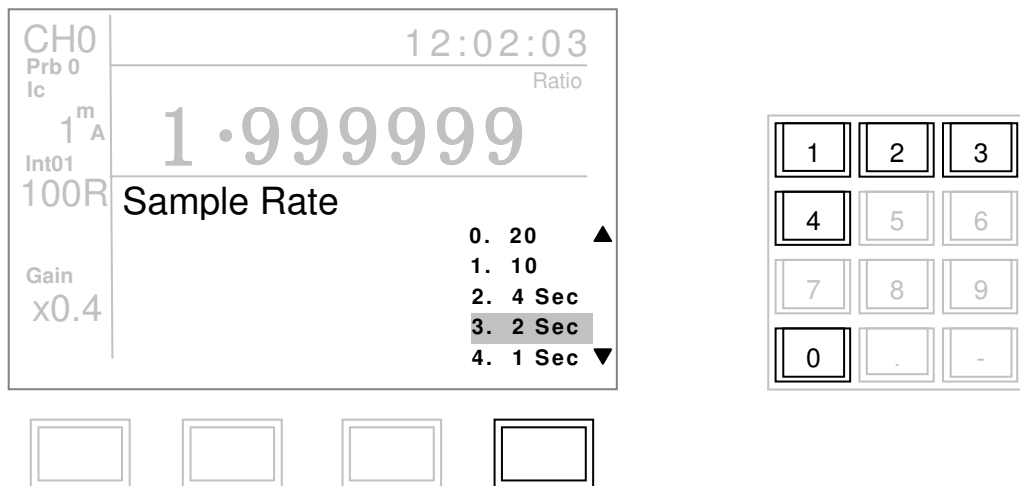 CH0 12:02:03
Prb 0
Ic Ratio
1 m A 1.999999
Int01
100R Sample Rate
0. 20 ▲
1. 10
Gain
2. 4 Sec
x0.4
3. 2 Sec
4. 1 Sec ▼
1 2 3
4 5 6
7 8 9
0 . -